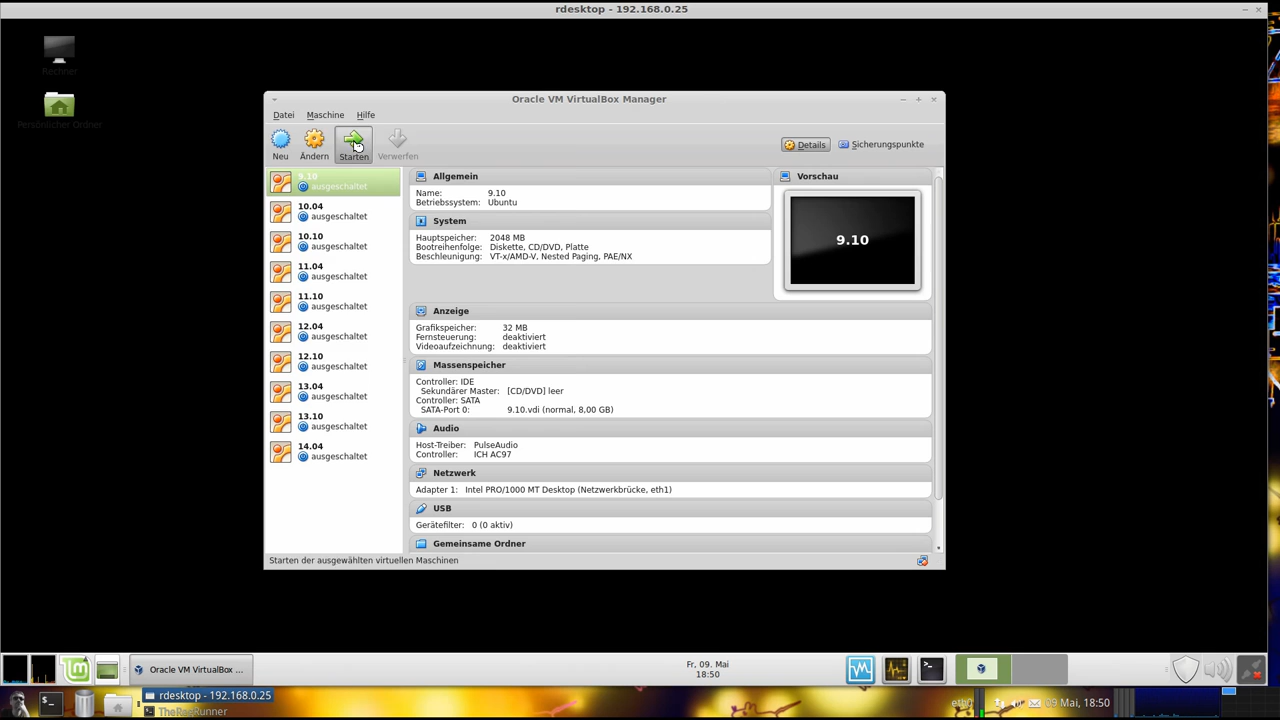 rdesktop - 192.168.0.25
Rechner
Persönlicher Ordner
Oracle VM VirtualBox Manager
Datei Maschine Hilfe
Neu Ändern Starten Verwerfen
Details Sicherungspunkte
9.10
ausgeschaltet
10.04
ausgeschaltet
10.10
ausgeschaltet
11.04
ausgeschaltet
11.10
ausgeschaltet
12.04
ausgeschaltet
12.10
ausgeschaltet
13.04
ausgeschaltet
13.10
ausgeschaltet
14.04
ausgeschaltet
Allgemein
Name: 9.10
Betriebssystem: Ubuntu
System
Hauptspeicher: 2048 MB
Bootreihenfolge: Diskette, CD/DVD, Platte
Beschleunigung: VT-x/AMD-V, Nested Paging, PAE/NX
Vorschau
9.10
Anzeige
Grafikspeicher: 32 MB
Fernsteuerung: deaktiviert
Videoaufzeichnung: deaktiviert
Massenspeicher
Controller: IDE
Sekundärer Master: [CD/DVD] leer
Controller: SATA
SATA-Port 0: 9.10.vdi (normal, 8,00 GB)
Audio
Host-Treiber: PulseAudio
Controller: ICH AC97
Netzwerk
Adapter 1: Intel PRO/1000 MT Desktop (Netzwerkbrücke, eth1)
USB
Gerätefilter: 0 (0 aktiv)
Gemeinsame Ordner
Starten der ausgewählten virtuellen Maschinen
Oracle VM VirtualBox ...
Fr, 09. Mai
18:50
rdesktop - 192.168.0.25
TheRegRunner
eth0
09 Mai, 18:50